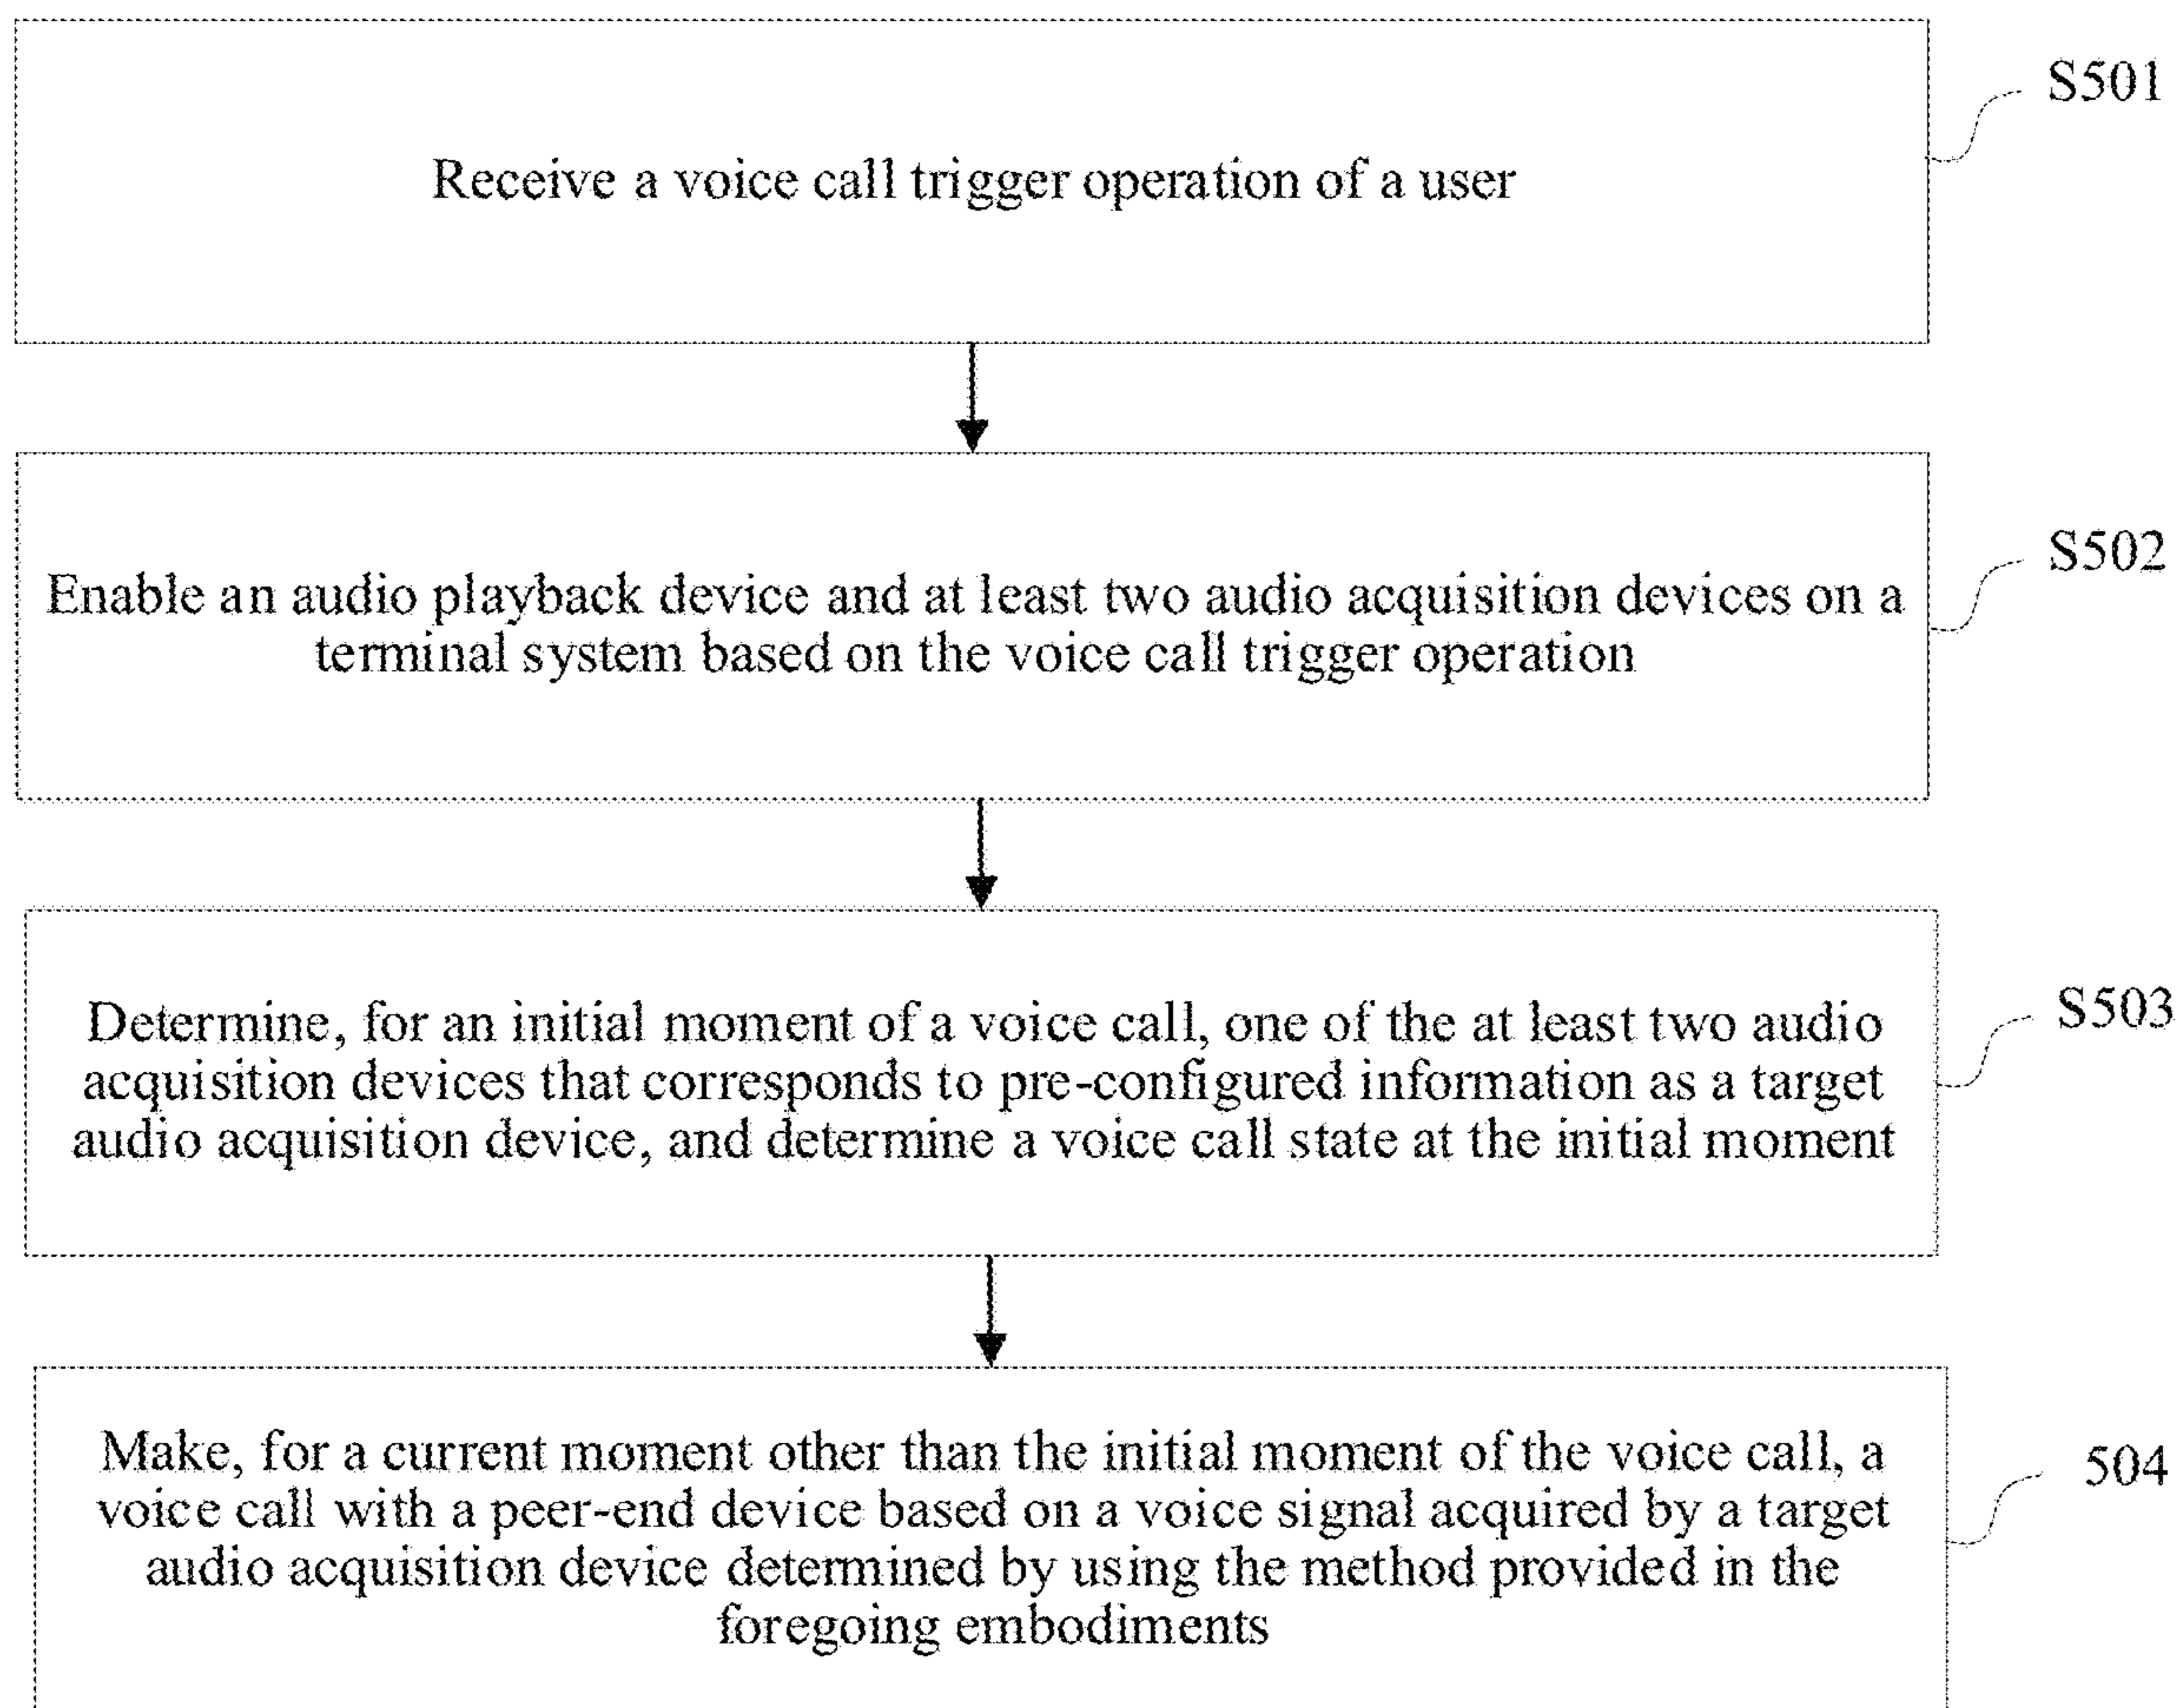 S501
Receive a voice call trigger operation of a user
S502
Enable an audio playback device and at least two audio acquisition devices on a
terminal system based on the voice call trigger operation
S503
Determine, for an initial moment of a voice call, one of the at least two audio
acquisition devices that corresponds to pre-configured information as a target
audio acquisition device, and determine a voice call state at the initial moment
504
Make, for a current moment other than the initial moment of the voice call, a
voice call with a peer-end device based on a voice signal acquired by a target
audio acquisition device determined by using the method provided in the
foregoing embodiments